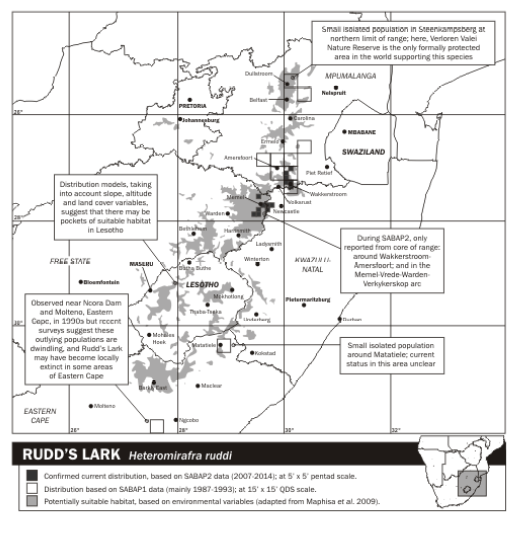 Small isolated population in Steenkampsberg at
northern limit of range; here, Verloren Valei
Nature Reserve is the only formally protected
area in the world supporting this species
Dullstroom
MPUMALANGA
Belfast
Nelspruit
PRETORIA
Johannesburg
26°
Carolina
MBABANE
Ermelo
SWAZILAND
Amersfoort
Piet Retief
Distribution models, taking
into account slope, altitude
and land cover variables,
suggest that there may be
pockets of suitable habitat
in Lesotho
Wakkerstroom
Memel
Volksrust
Newcastle
Warden
28°
Harrismith
During SABAP2, only
reported from core of range:
around Wakkerstroom-
Amersfoort; and in the
Memel-Vrede-Warden-
Verkykerskop arc
Ladysmith
FREE STATE
MASERU
Butha Buthe
Winterton
KWAZULU-
NATAL
Bloemfontein
LESOTHO
Mokhotlong
Thaba-Tseka
Pietermaritzburg
Underberg
Durban
Observed near Ncora Dam
and Molteno, Eastern
Cape, in 1990s but recent
surveys suggest these
outlying populations are
dwindling, and Rudd's Lark
may have become locally
extinct in some areas
of Eastern Cape
30°
Mohales
Hoek
Matatiele
Kokstad
Small isolated population
around Matatiele; current
status in this area unclear
Barkly East
Maclear
EASTERN
CAPE
Molteno
Ngcobo
26°
28°
30°
32°
RUDD'S LARK Heteromirafra ruddi
Confirmed current distribution, based on SABAP2 data (2007-2014); at 5' x 5' pentad scale.
Distribution based on SABAP1 data (mainly 1987-1993); at 15' x 15' QDS scale.
Potentially suitable habitat, based on environmental variables (adapted from Maphisa et al. 2009).